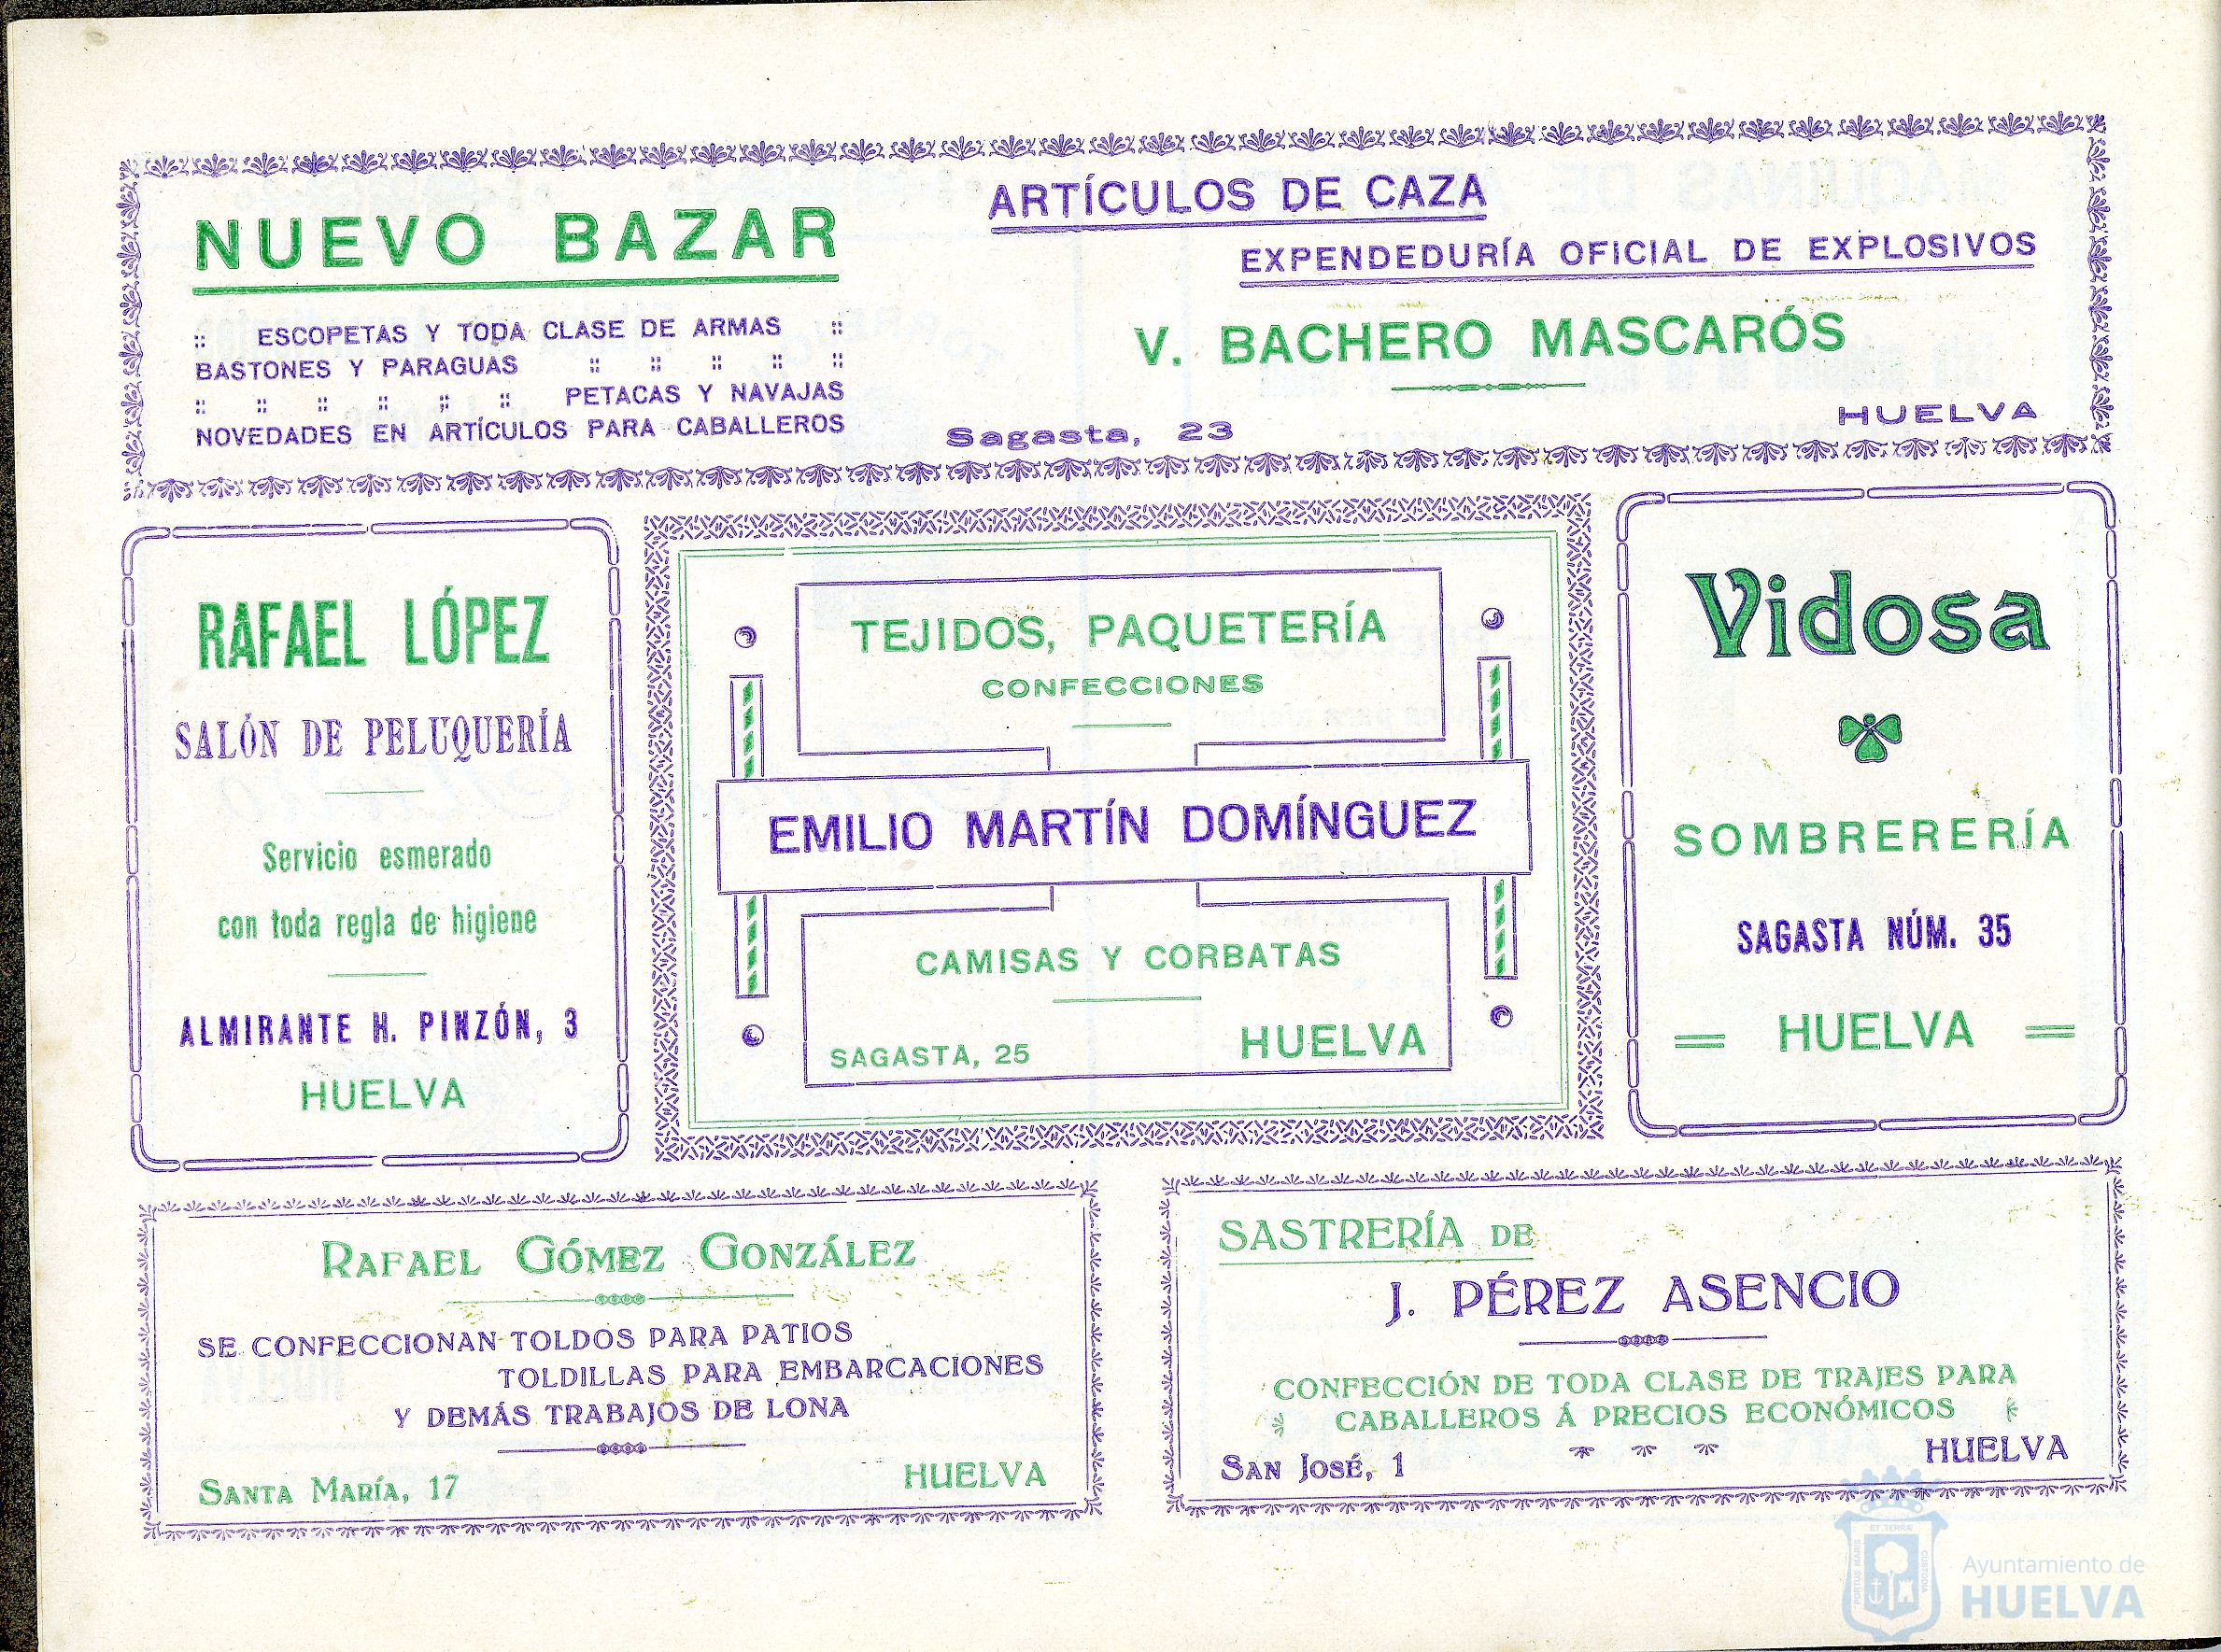 NUEVO BAZAR
ESCOPETAS Y TODA CLASE DE ARMAS
BASTONES Y PARAGUAS
PETACAS Y NAVAJAS
NOVEDADES EN ARTÍCULOS PARA CABALLEROS
ARTÍCULOS DE CAZA
EXPENDEDURÍA OFICIAL DE EXPLOSIVOS
V. BACHERO MASCARÓS
Sagasta, 23
HUELVA
RAFAEL LÓPEZ
SALÓN DE PELUQUERÍA
Servicio esmerado
con toda regla de higiene
ALMIRANTE H. PINZÓN, 3
HUELVA
TEJIDOS, PAQUETERÍA
CONFECCIONES
EMILIO MARTÍN DOMÍNGUEZ
CAMISAS Y CORBATAS
SAGASTA, 25
HUELVA
Vidosa
SOMBRERERÍA
SAGASTA NÚM. 35
HUELVA
RAFAEL GÓMEZ GONZÁLEZ
SE CONFECCIONAN TOLDOS PARA PATIOS
TOLDILLAS PARA EMBARCACIONES
Y DEMÁS TRABAJOS DE LONA
SANTA MARÍA, 17
HUELVA
SASTRERÍA DE
J. PÉREZ ASENCIO
CONFECCIÓN DE TODA CLASE DE TRAJES PARA
CABALLEROS Á PRECIOS ECONÓMICOS
SAN JOSÉ, 1
HUELVA
PORTUS MARIS
ET TERRÆ
CUSTODIA
Ayuntamiento de
HUELVA